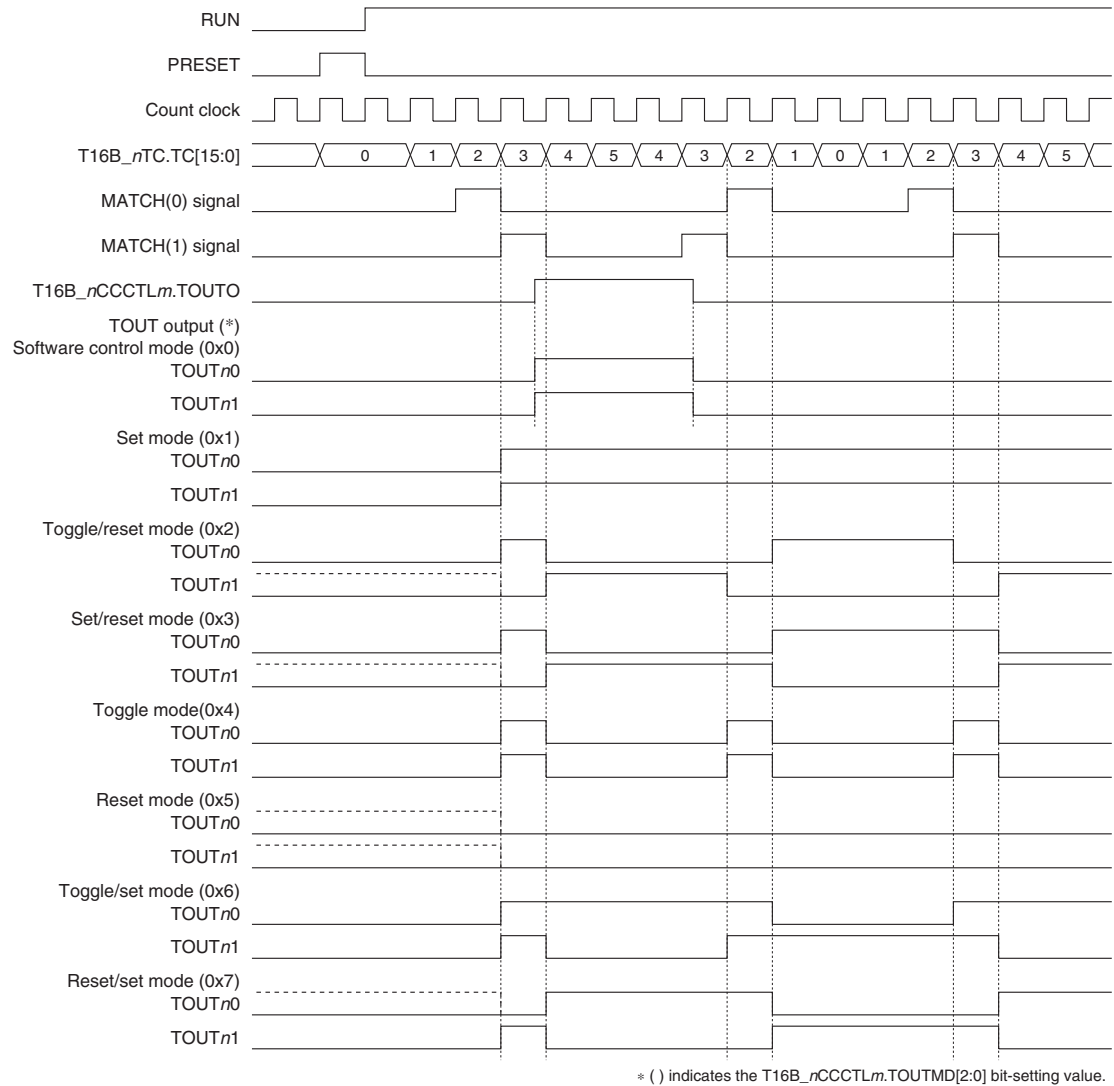 RUN
PRESET
Count clock
T16B_nTC.TC[15:0] 0 1 2 3 4 5 4 3 2 1 0 1 2 3 4 5
MATCH(0) signal
MATCH(1) signal
T16B_nCCCTLm.TOUTO
TOUT output (*)
Software control mode (0x0)
TOUTn0
TOUTn1
Set mode (0x1)
TOUTn0
TOUTn1
Toggle/reset mode (0x2)
TOUTn0
TOUTn1
Set/reset mode (0x3)
TOUTn0
TOUTn1
Toggle mode(0x4)
TOUTn0
TOUTn1
Reset mode (0x5)
TOUTn0
TOUTn1
Toggle/set mode (0x6)
TOUTn0
TOUTn1
Reset/set mode (0x7)
TOUTn0
TOUTn1
* ( ) indicates the T16B_nCCCTLm.TOUTMD[2:0] bit-setting value.